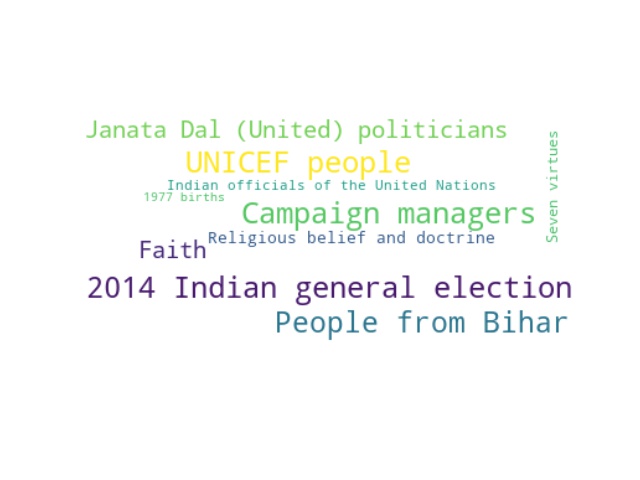 Janata Dal (United) politicians
UNICEF people
Indian officials of the United Nations
1977 births
Campaign managers
Seven virtues
Religious belief and doctrine
Faith
2014 Indian general election
People from Bihar